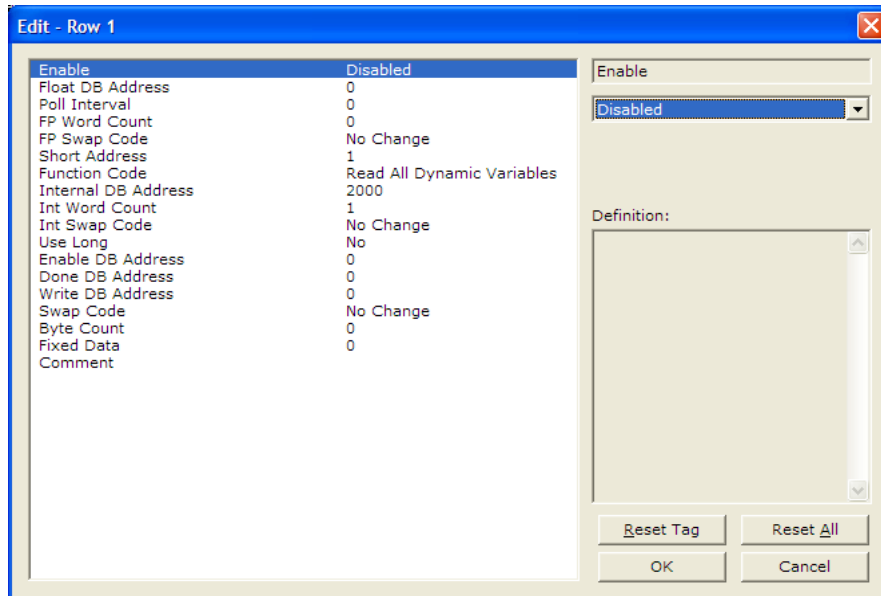 Edit - Row 1
Enable Disabled
Float DB Address 0
Poll Interval 0
FP Word Count 0
FP Swap Code No Change
Short Address 1
Function Code Read All Dynamic Variables
Internal DB Address 2000
Int Word Count 1
Int Swap Code No Change
Use Long No
Enable DB Address 0
Done DB Address 0
Write DB Address 0
Swap Code No Change
Byte Count 0
Fixed Data 0
Comment
Enable
Disabled
Definition:
Reset Tag Reset All
OK Cancel